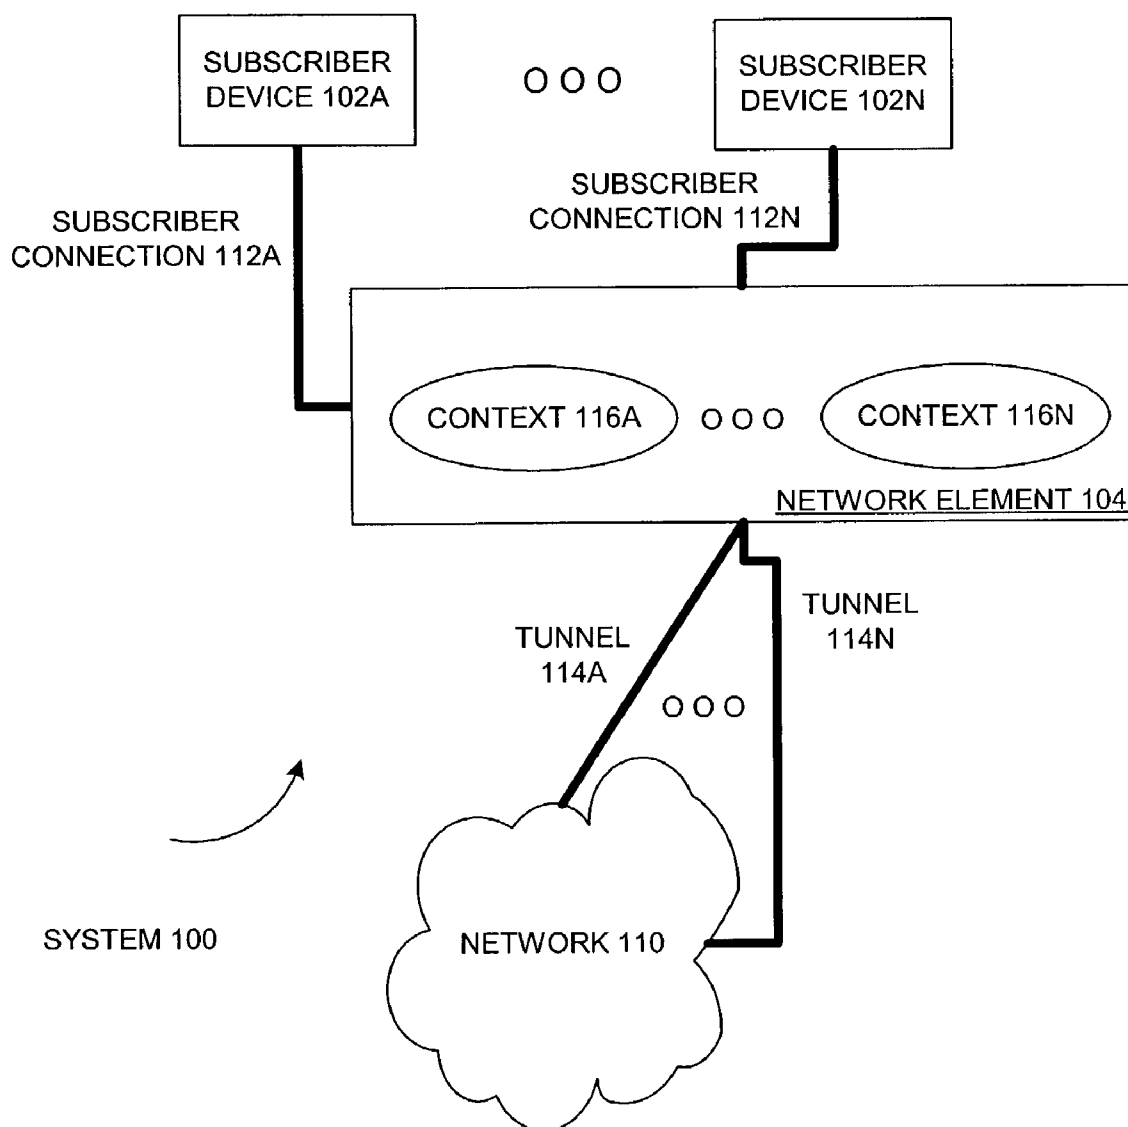 SUBSCRIBER
DEVICE 102A
O O O
SUBSCRIBER
DEVICE 102N
SUBSCRIBER
CONNECTION 112A
SUBSCRIBER
CONNECTION 112N
CONTEXT 116A
O O O
CONTEXT 116N
NETWORK ELEMENT 104
TUNNEL
114A
TUNNEL
114N
O O O
SYSTEM 100
NETWORK 110